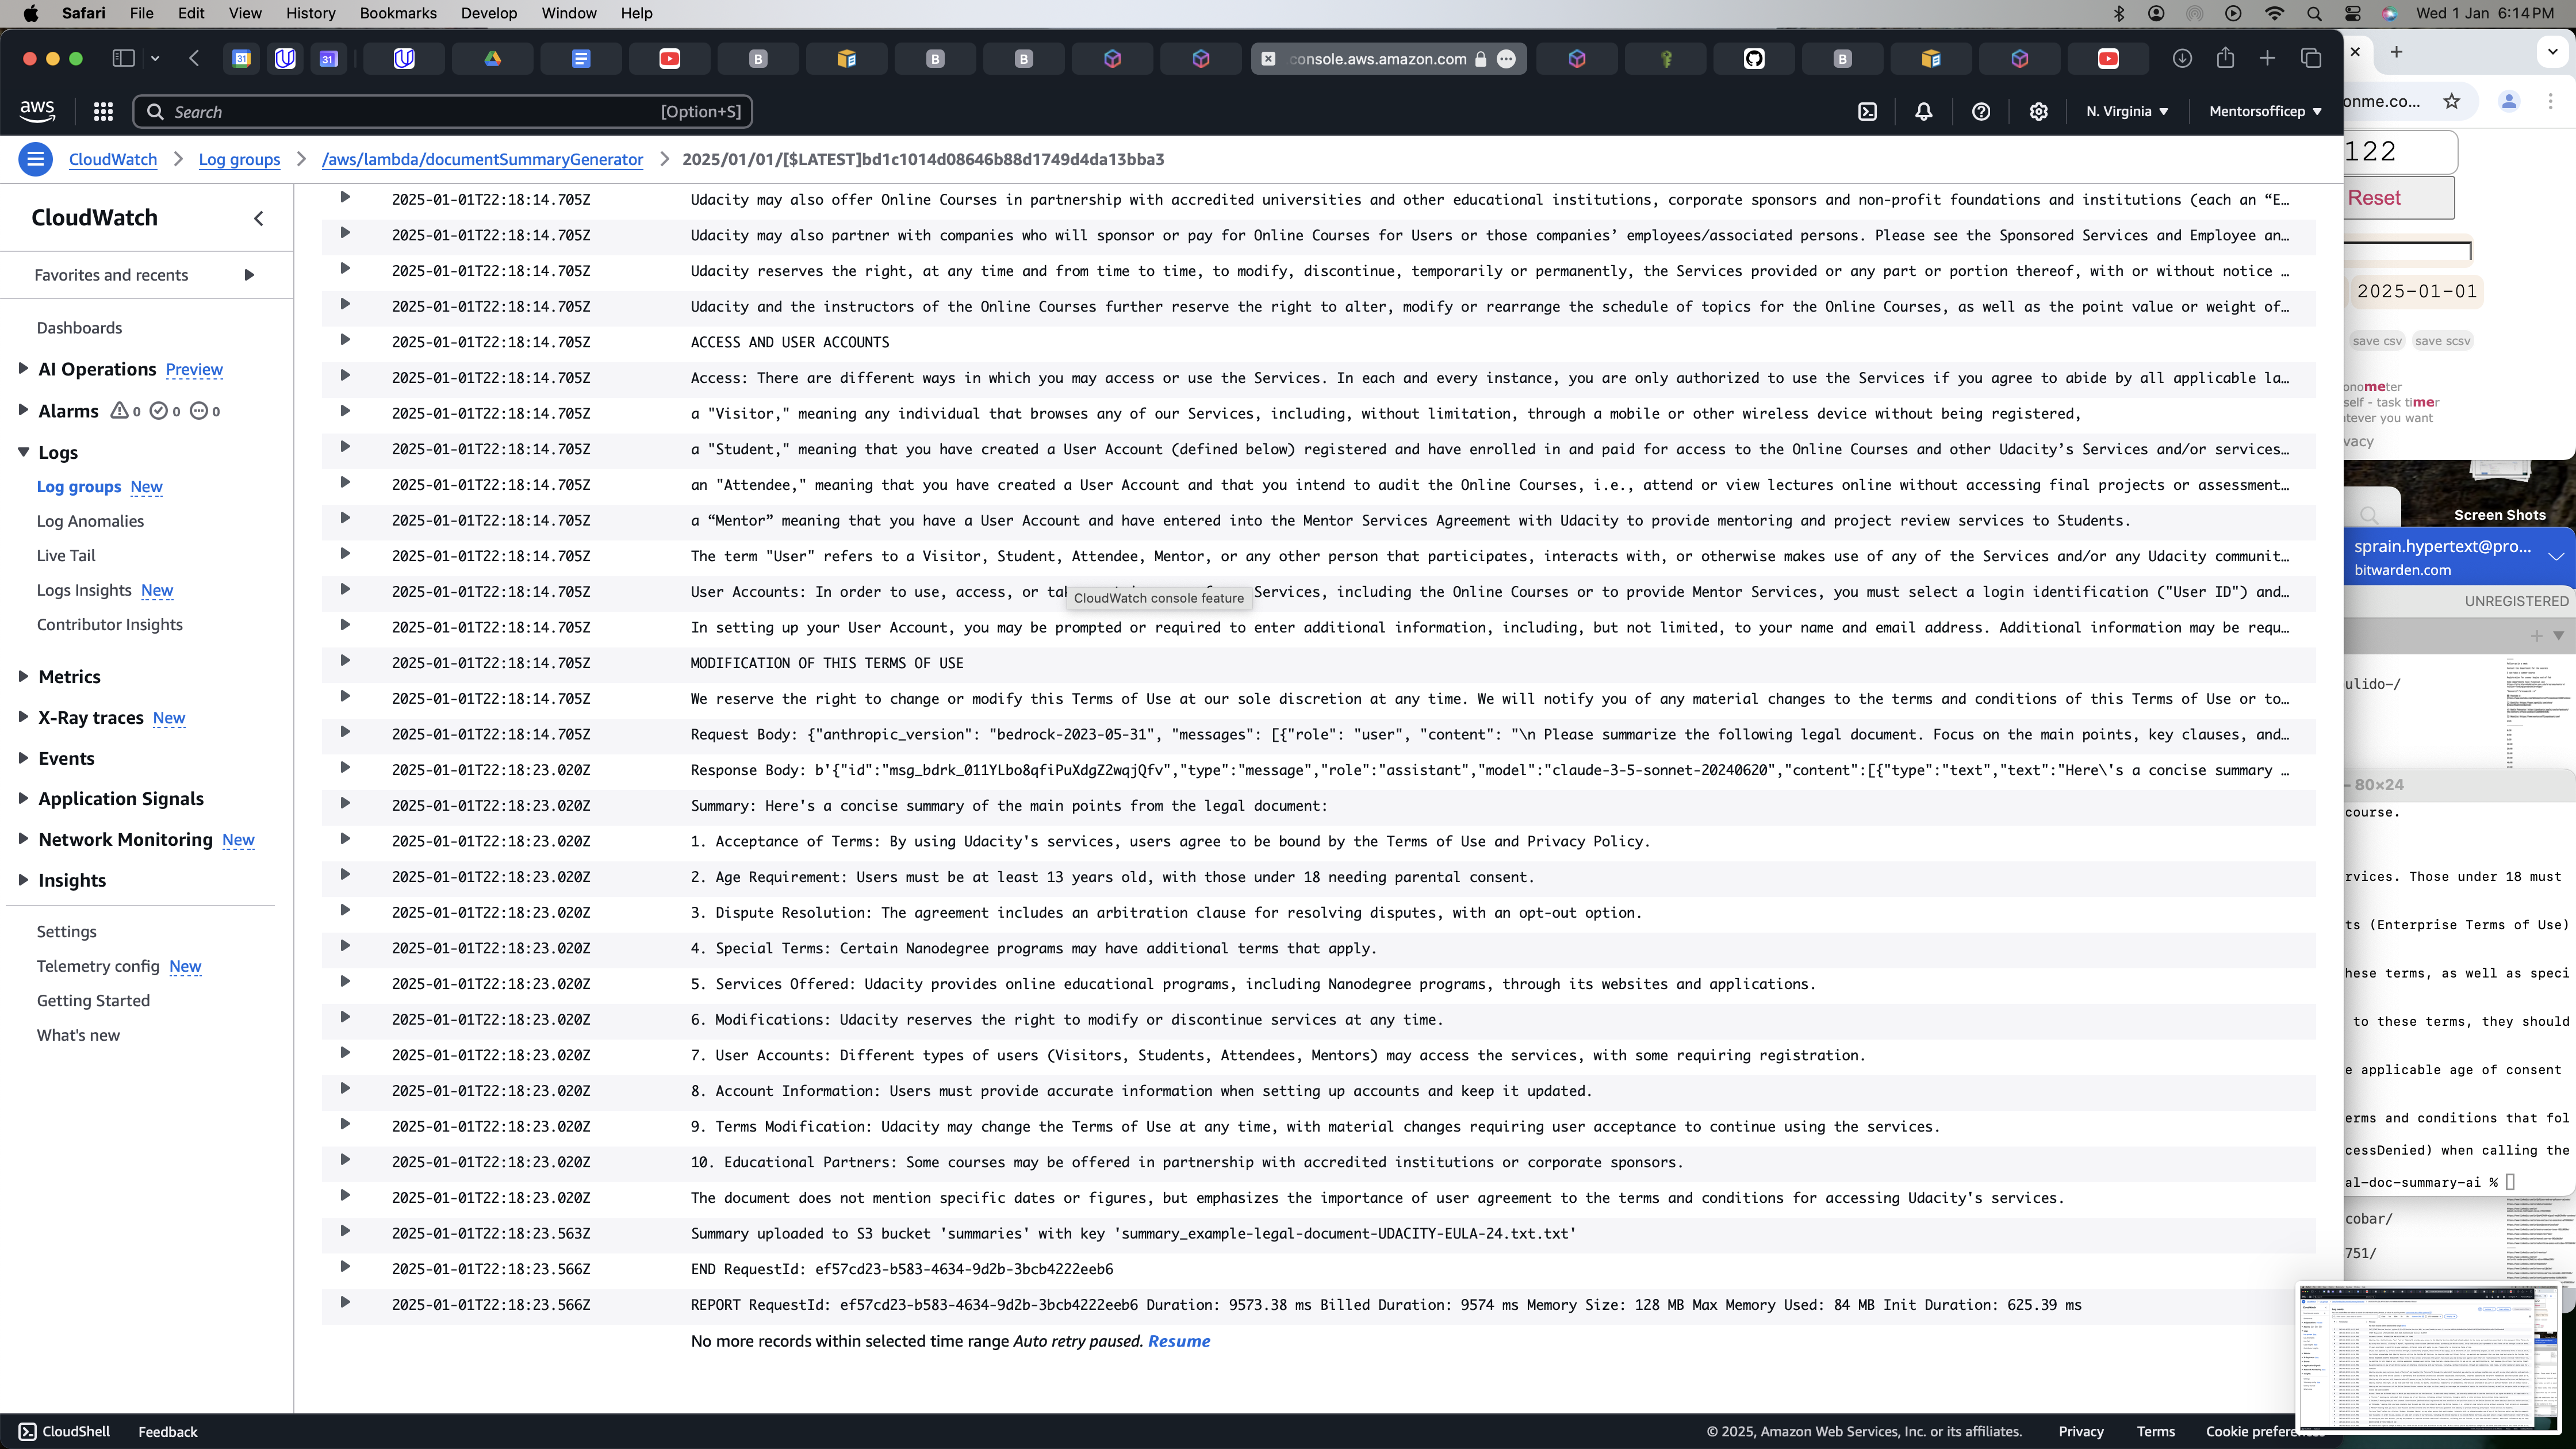 Safari File Edit View History Bookmarks Develop Window Help Wed 1 Jan 6:14 PM
console.aws.amazon.com
aws Search [Option+S] N. Virginia Mentorsofficep
CloudWatch Log groups /aws/lambda/documentSummaryGenerator 2025/01/01/[$LATEST]bd1c1014d08646b88d1749d4da13bba3
CloudWatch
Favorites and recents
Dashboards
AI Operations Preview
Alarms 0 0 0
Logs
Log groups New
Log Anomalies
Live Tail
Logs Insights New
Contributor Insights
Metrics
X-Ray traces New
Events
Application Signals
Network Monitoring New
Insights
Settings
Telemetry config New
Getting Started
What's new
2025-01-01T22:18:14.705Z Udacity may also offer Online Courses in partnership with accredited universities and other educational institutions, corporate sponsors and non-profit foundations and institutions (each an “E…
2025-01-01T22:18:14.705Z Udacity may also partner with companies who will sponsor or pay for Online Courses for Users or those companies’ employees/associated persons. Please see the Sponsored Services and Employee an…
2025-01-01T22:18:14.705Z Udacity reserves the right, at any time and from time to time, to modify, discontinue, temporarily or permanently, the Services provided or any part or portion thereof, with or without notice …
2025-01-01T22:18:14.705Z Udacity and the instructors of the Online Courses further reserve the right to alter, modify or rearrange the schedule of topics for the Online Courses, as well as the point value or weight of…
2025-01-01T22:18:14.705Z ACCESS AND USER ACCOUNTS
2025-01-01T22:18:14.705Z Access: There are different ways in which you may access or use the Services. In each and every instance, you are only authorized to use the Services if you agree to abide by all applicable la…
2025-01-01T22:18:14.705Z a "Visitor," meaning any individual that browses any of our Services, including, without limitation, through a mobile or other wireless device without being registered,
2025-01-01T22:18:14.705Z a "Student," meaning that you have created a User Account (defined below) registered and have enrolled in and paid for access to the Online Courses and other Udacity’s Services and/or services…
2025-01-01T22:18:14.705Z an "Attendee," meaning that you have created a User Account and that you intend to audit the Online Courses, i.e., attend or view lectures online without accessing final projects or assessment…
2025-01-01T22:18:14.705Z a “Mentor” meaning that you have a User Account and have entered into the Mentor Services Agreement with Udacity to provide mentoring and project review services to Students.
2025-01-01T22:18:14.705Z The term "User" refers to a Visitor, Student, Attendee, Mentor, or any other person that participates, interacts with, or otherwise makes use of any of the Services and/or any Udacity communit…
2025-01-01T22:18:14.705Z User Accounts: In order to use, access, or tak CloudWatch console feature Services, including the Online Courses or to provide Mentor Services, you must select a login identification ("User ID") and…
2025-01-01T22:18:14.705Z In setting up your User Account, you may be prompted or required to enter additional information, including, but not limited, to your name and email address. Additional information may be requ…
2025-01-01T22:18:14.705Z MODIFICATION OF THIS TERMS OF USE
2025-01-01T22:18:14.705Z We reserve the right to change or modify this Terms of Use at our sole discretion at any time. We will notify you of any material changes to the terms and conditions of this Terms of Use or to…
2025-01-01T22:18:14.705Z Request Body: {"anthropic_version": "bedrock-2023-05-31", "messages": [{"role": "user", "content": "\n Please summarize the following legal document. Focus on the main points, key clauses, and…
2025-01-01T22:18:23.020Z Response Body: b'{"id":"msg_bdrk_011YLbo8qfiPuXdgZ2wqjQfv","type":"message","role":"assistant","model":"claude-3-5-sonnet-20240620","content":[{"type":"text","text":"Here\'s a concise summary …
2025-01-01T22:18:23.020Z Summary: Here's a concise summary of the main points from the legal document:
2025-01-01T22:18:23.020Z 1. Acceptance of Terms: By using Udacity's services, users agree to be bound by the Terms of Use and Privacy Policy.
2025-01-01T22:18:23.020Z 2. Age Requirement: Users must be at least 13 years old, with those under 18 needing parental consent.
2025-01-01T22:18:23.020Z 3. Dispute Resolution: The agreement includes an arbitration clause for resolving disputes, with an opt-out option.
2025-01-01T22:18:23.020Z 4. Special Terms: Certain Nanodegree programs may have additional terms that apply.
2025-01-01T22:18:23.020Z 5. Services Offered: Udacity provides online educational programs, including Nanodegree programs, through its websites and applications.
2025-01-01T22:18:23.020Z 6. Modifications: Udacity reserves the right to modify or discontinue services at any time.
2025-01-01T22:18:23.020Z 7. User Accounts: Different types of users (Visitors, Students, Attendees, Mentors) may access the services, with some requiring registration.
2025-01-01T22:18:23.020Z 8. Account Information: Users must provide accurate information when setting up accounts and keep it updated.
2025-01-01T22:18:23.020Z 9. Terms Modification: Udacity may change the Terms of Use at any time, with material changes requiring user acceptance to continue using the services.
2025-01-01T22:18:23.020Z 10. Educational Partners: Some courses may be offered in partnership with accredited institutions or corporate sponsors.
2025-01-01T22:18:23.020Z The document does not mention specific dates or figures, but emphasizes the importance of user agreement to the terms and conditions for accessing Udacity's services.
2025-01-01T22:18:23.563Z Summary uploaded to S3 bucket 'summaries' with key 'summary_example-legal-document-UDACITY-EULA-24.txt.txt'
2025-01-01T22:18:23.566Z END RequestId: ef57cd23-b583-4634-9d2b-3bcb4222eeb6
2025-01-01T22:18:23.566Z REPORT RequestId: ef57cd23-b583-4634-9d2b-3bcb4222eeb6 Duration: 9573.38 ms Billed Duration: 9574 ms Memory Size: 128 MB Max Memory Used: 84 MB Init Duration: 625.39 ms
No more records within selected time range Auto retry paused. Resume
onme.co...
122
Reset
2025-01-01
save csv save scsv
onometer
self - task timer
atever you want
vacy
Screen Shots
sprain.hypertext@pro...
bitwarden.com
UNREGISTERED
ulido-/
80×24
course.
rvices. Those under 18 must
ts (Enterprise Terms of Use)
hese terms, as well as speci
to these terms, they should
e applicable age of consent
erms and conditions that fol
cessDenied) when calling the
al-doc-summary-ai %
cobar/
751/
CloudShell Feedback © 2025, Amazon Web Services, Inc. or its affiliates. Privacy Terms Cookie preferences